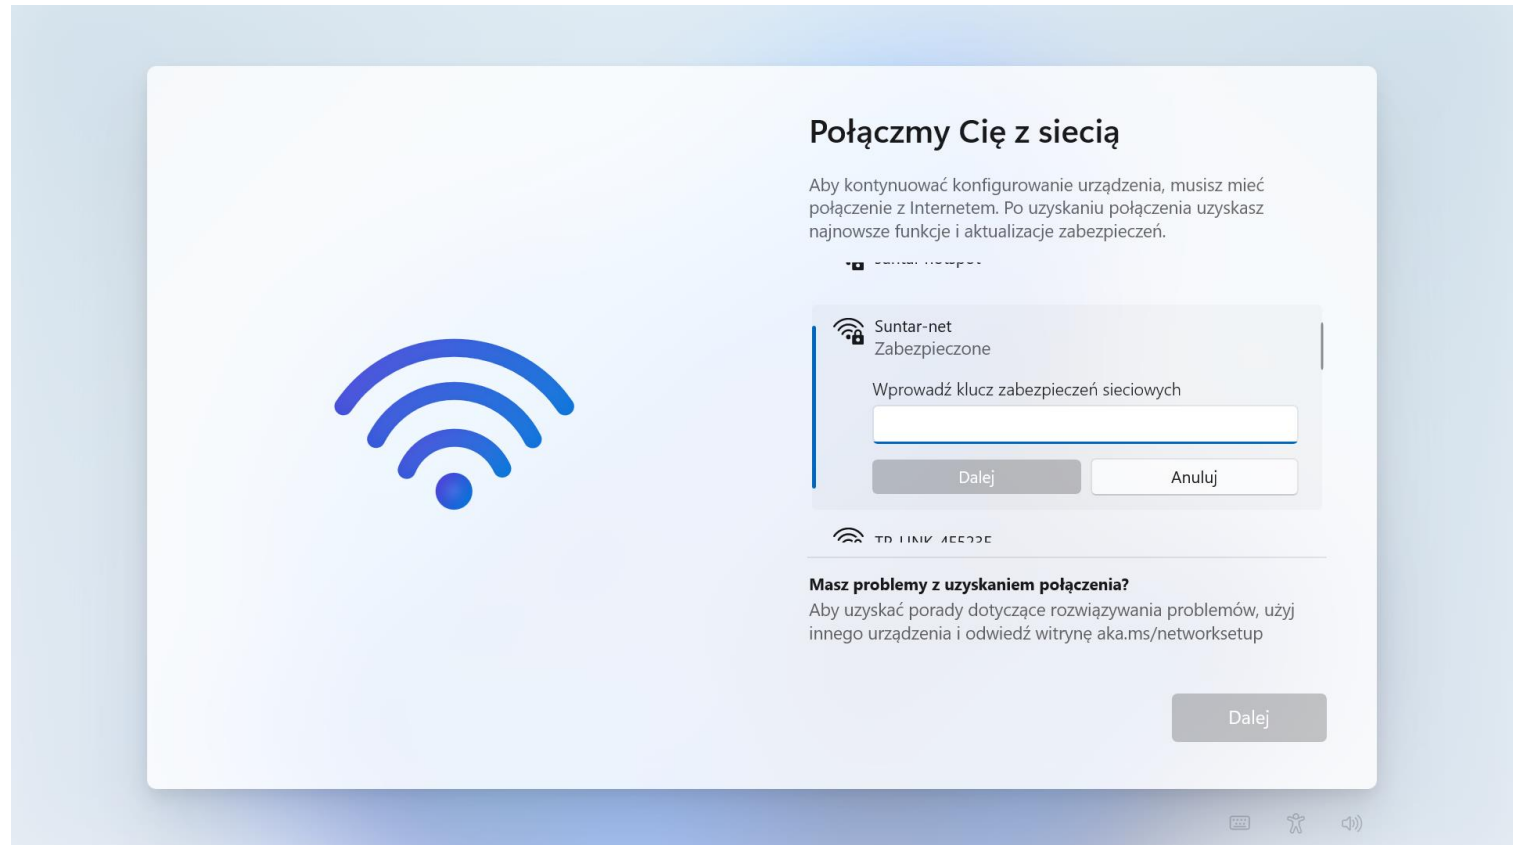 Połączmy Cię z siecią
Aby kontynuować konfigurowanie urządzenia, musisz mieć
połączenie z Internetem. Po uzyskaniu połączenia uzyskasz
najnowsze funkcje i aktualizacje zabezpieczeń.
Suntar-net
Zabezpieczone
Wprowadź klucz zabezpieczeń sieciowych
Dalej
Anuluj
Masz problemy z uzyskaniem połączenia?
Aby uzyskać porady dotyczące rozwiązywania problemów, użyj
innego urządzenia i odwiedź witrynę aka.ms/networksetup
Dalej